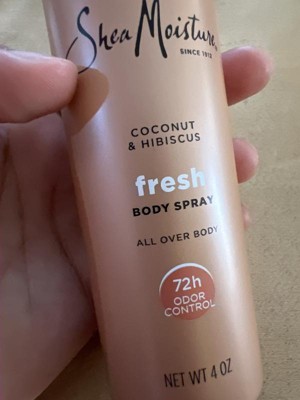 Shea Moisture
SINCE 1912
COCONUT
& HIBISCUS
fresh
BODY SPRAY
ALL OVER BODY
72h
ODOR
CONTROL
NET WT 4 OZ